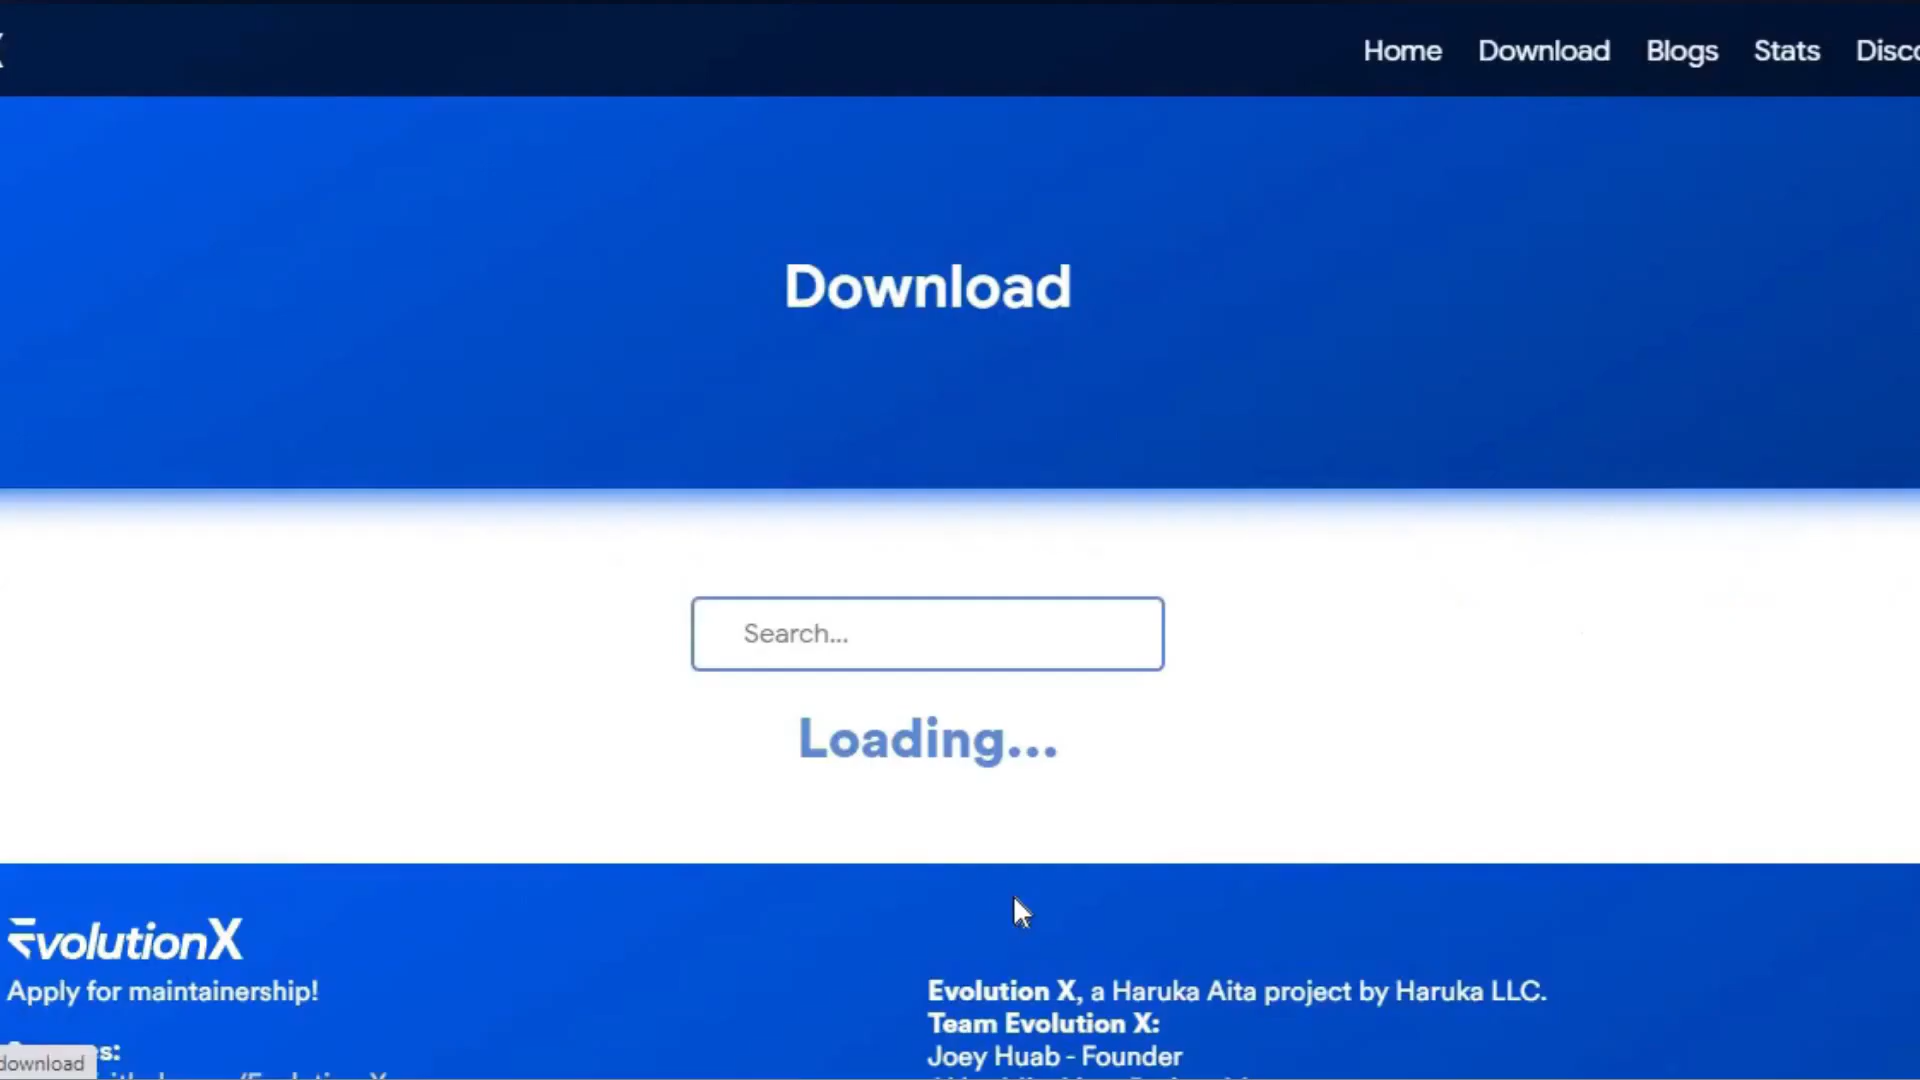 Home Download Blogs Stats
Download
Search...
Loading...
EvolutionX
Apply for maintainership!
Evolution X, a Haruka Aita project by Haruka LLC.
Team Evolution X:
Joey Huab - Founder
download